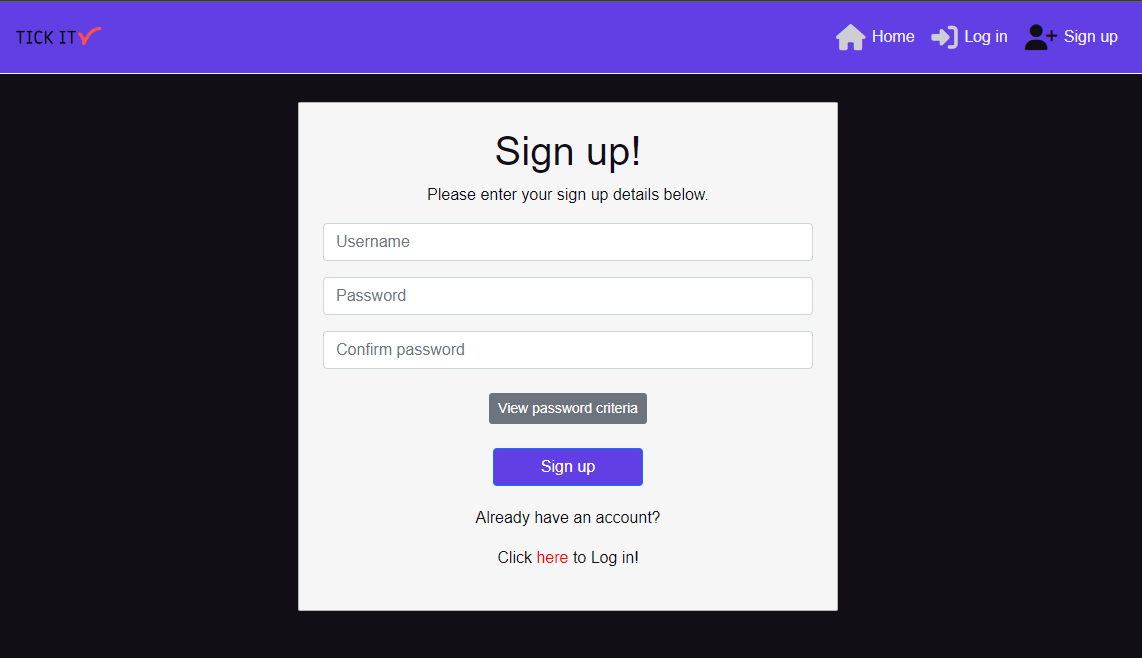 TICK IT
Home
Log in
Sign up
Sign up!
Please enter your sign up details below.
Username
Password
Confirm password
View password criteria
Sign up
Already have an account?
Click here to Log in!